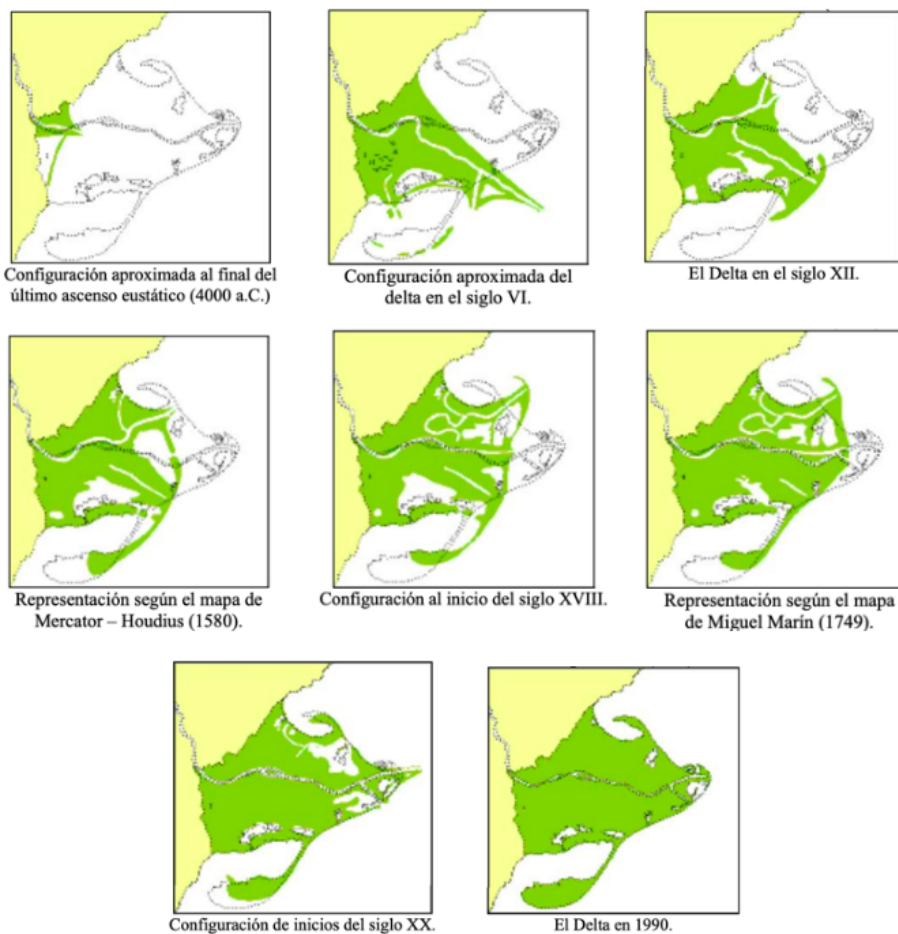 Configuración aproximada al final del
último ascenso eustático (4000 a.C.)
Configuración aproximada del
delta en el siglo VI.
El Delta en el siglo XII.
Representación según el mapa de
Mercator – Houdius (1580).
Configuración al inicio del siglo XVIII.
Representación según el mapa
de Miguel Marín (1749).
Configuración de inicios del siglo XX.
El Delta en 1990.